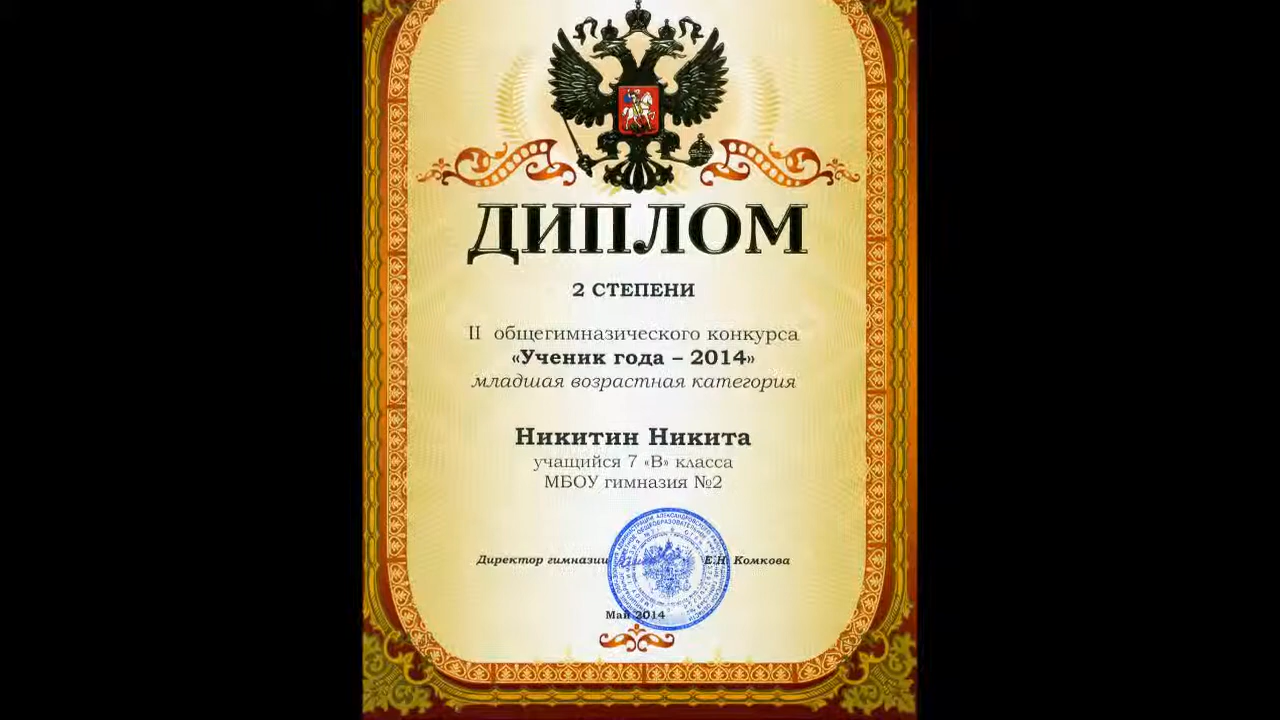 ДИПЛОМ
2 СТЕПЕНИ
II общегимназического конкурса
«Ученик года – 2014»
младшая возрастная категория
Никитин Никита
учащийся 7 «В» класса
МБОУ гимназия №2
Директор гимназии Е.Н. Комкова
Май 2014